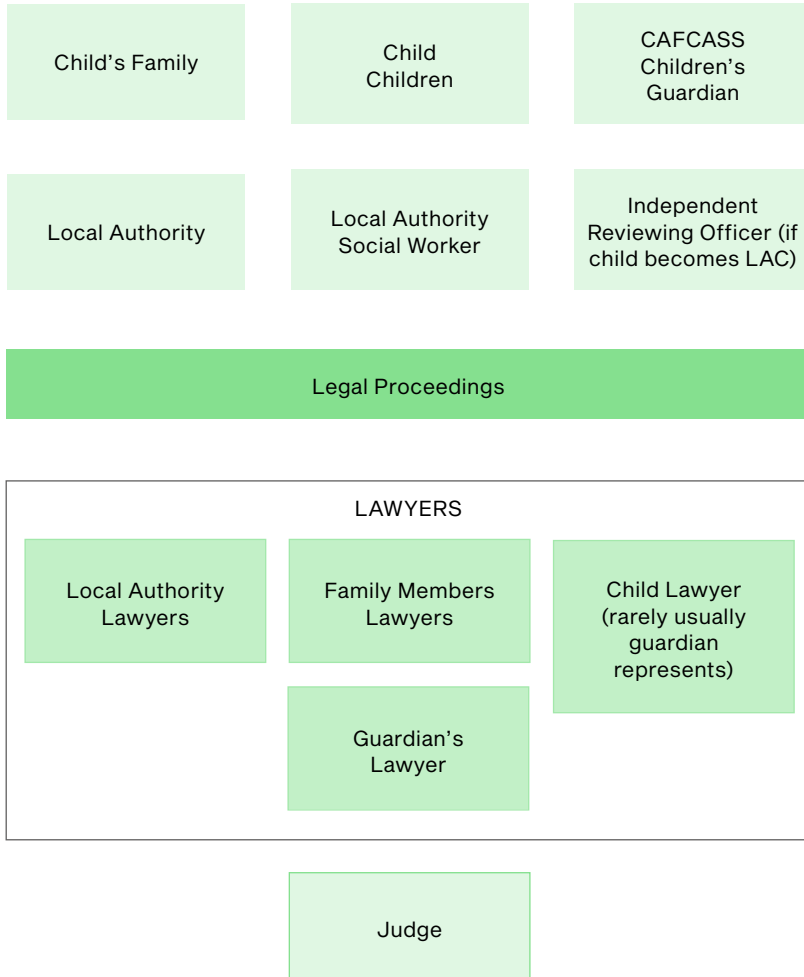 Child’s Family
Child
Children
CAFCASS
Children’s
Guardian
Local Authority
Local Authority
Social Worker
Independent
Reviewing Officer (if
child becomes LAC)
Legal Proceedings
LAWYERS
Local Authority
Lawyers
Family Members
Lawyers
Child Lawyer
(rarely usually
guardian
represents)
Guardian’s
Lawyer
Judge